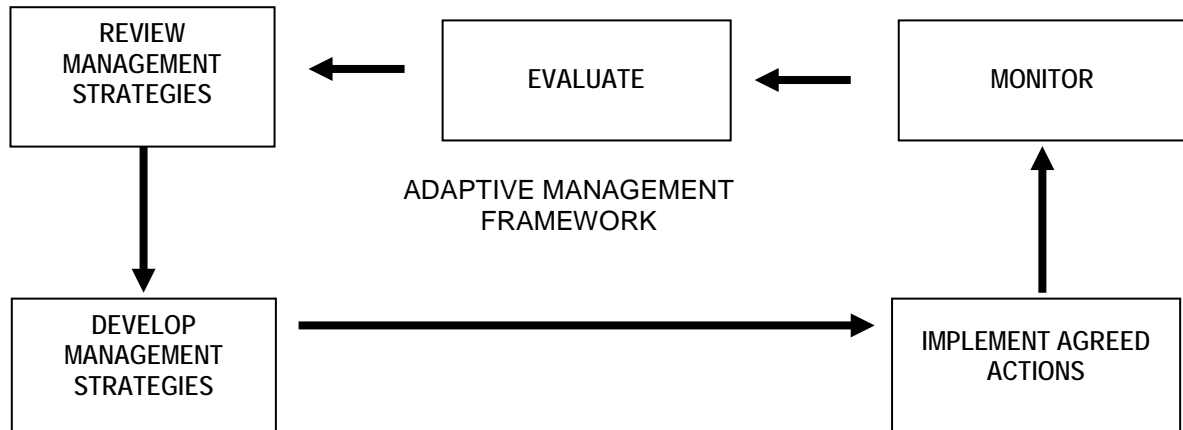 REVIEW
MANAGEMENT
STRATEGIES
EVALUATE
MONITOR
ADAPTIVE MANAGEMENT
FRAMEWORK
DEVELOP
MANAGEMENT
STRATEGIES
IMPLEMENT AGREED
ACTIONS